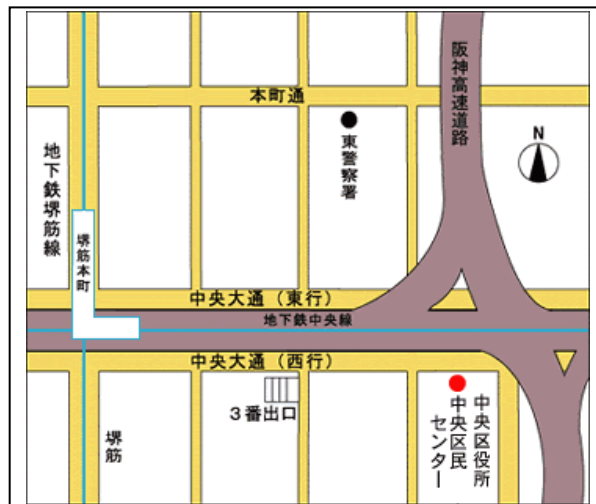 本町通
阪神高速道路
東警察署
N
地下鉄堺筋線
堺筋本町
中央大通（東行）
地下鉄中央線
中央大通（西行）
3番出口
堺筋
中央区役所
中央区民
センター